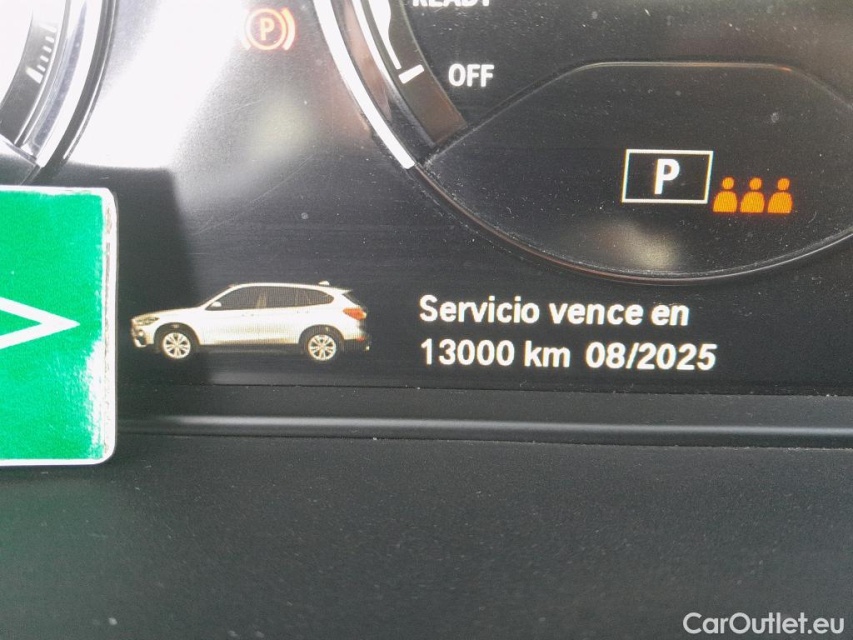 READY
OFF
P
P
Servicio vence en
13000 km 08/2025
CarOutlet.eu